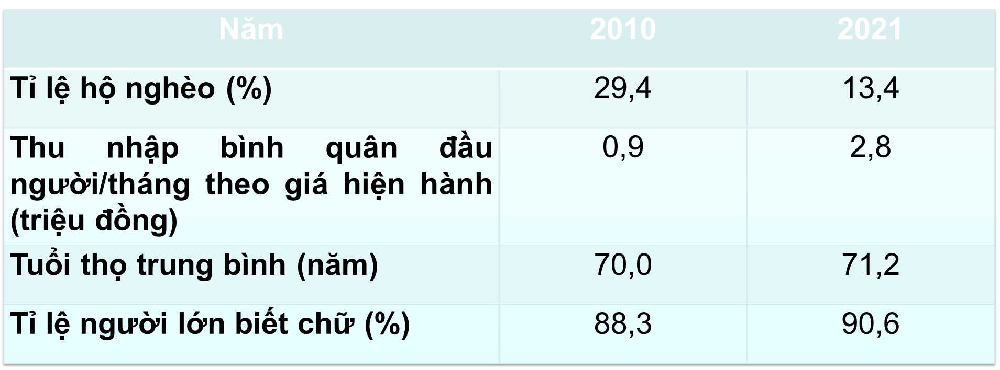 Năm 2010 2021
Tỉ lệ hộ nghèo (%) 29,4 13,4
Thu nhập bình quân đầu 0,9 2,8
người/tháng theo giá hiện hành
(triệu đồng)
Tuổi thọ trung bình (năm) 70,0 71,2
Tỉ lệ người lớn biết chữ (%) 88,3 90,6